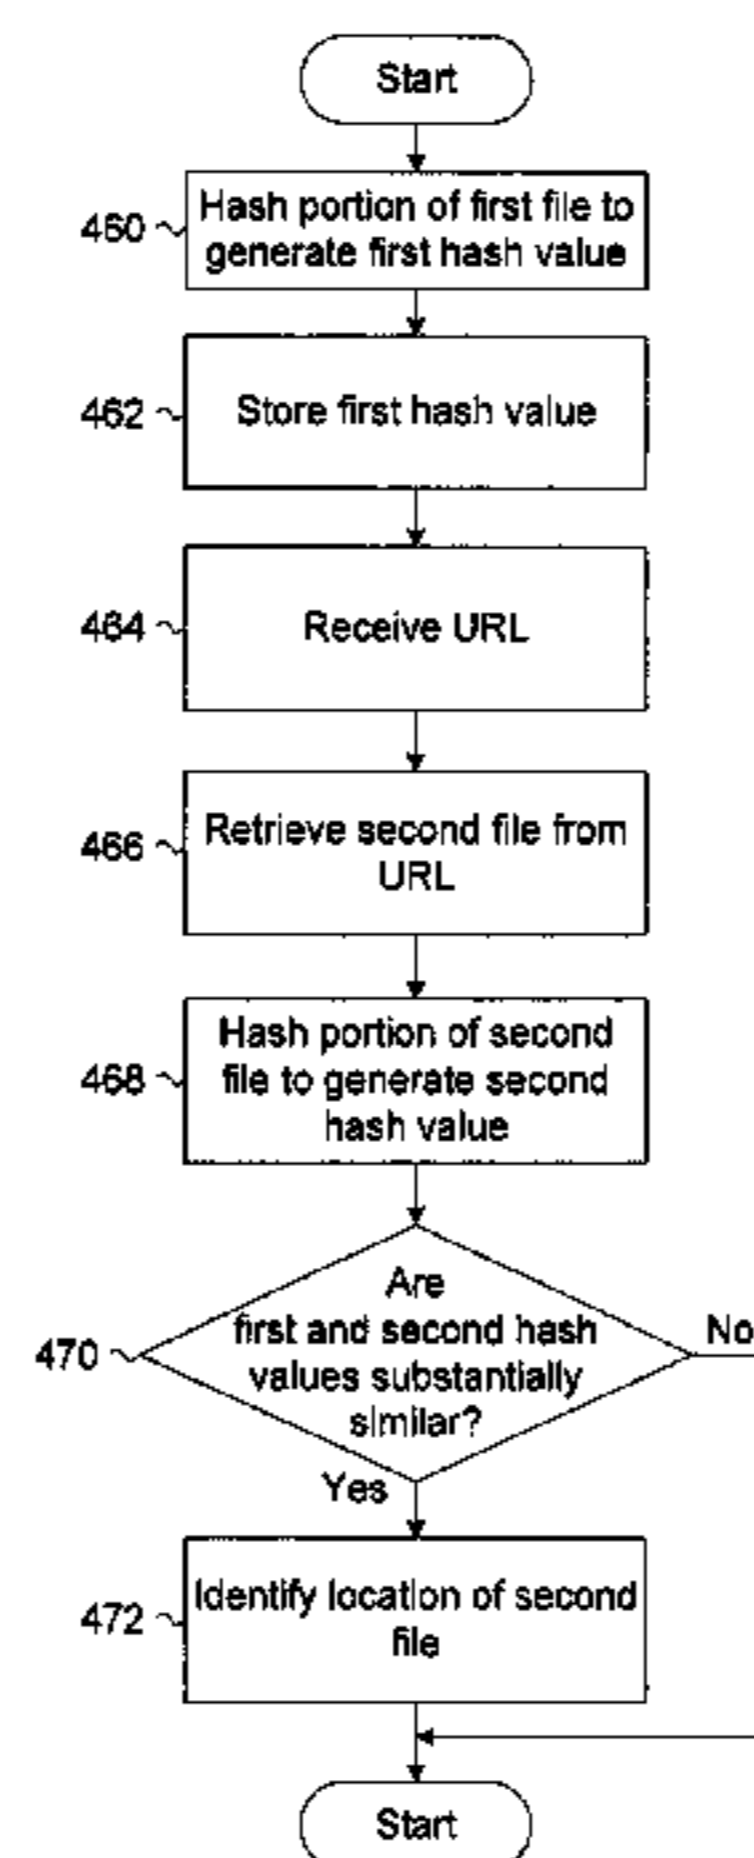 Start
460
Hash portion of first file to
generate first hash value
462
Store first hash value
464
Receive URL
466
Retrieve second file from
URL
468
Hash portion of second
file to generate second
hash value
470
Are
first and second hash
values substantially
similar?
No
Yes
472
Identify location of second
file
Start